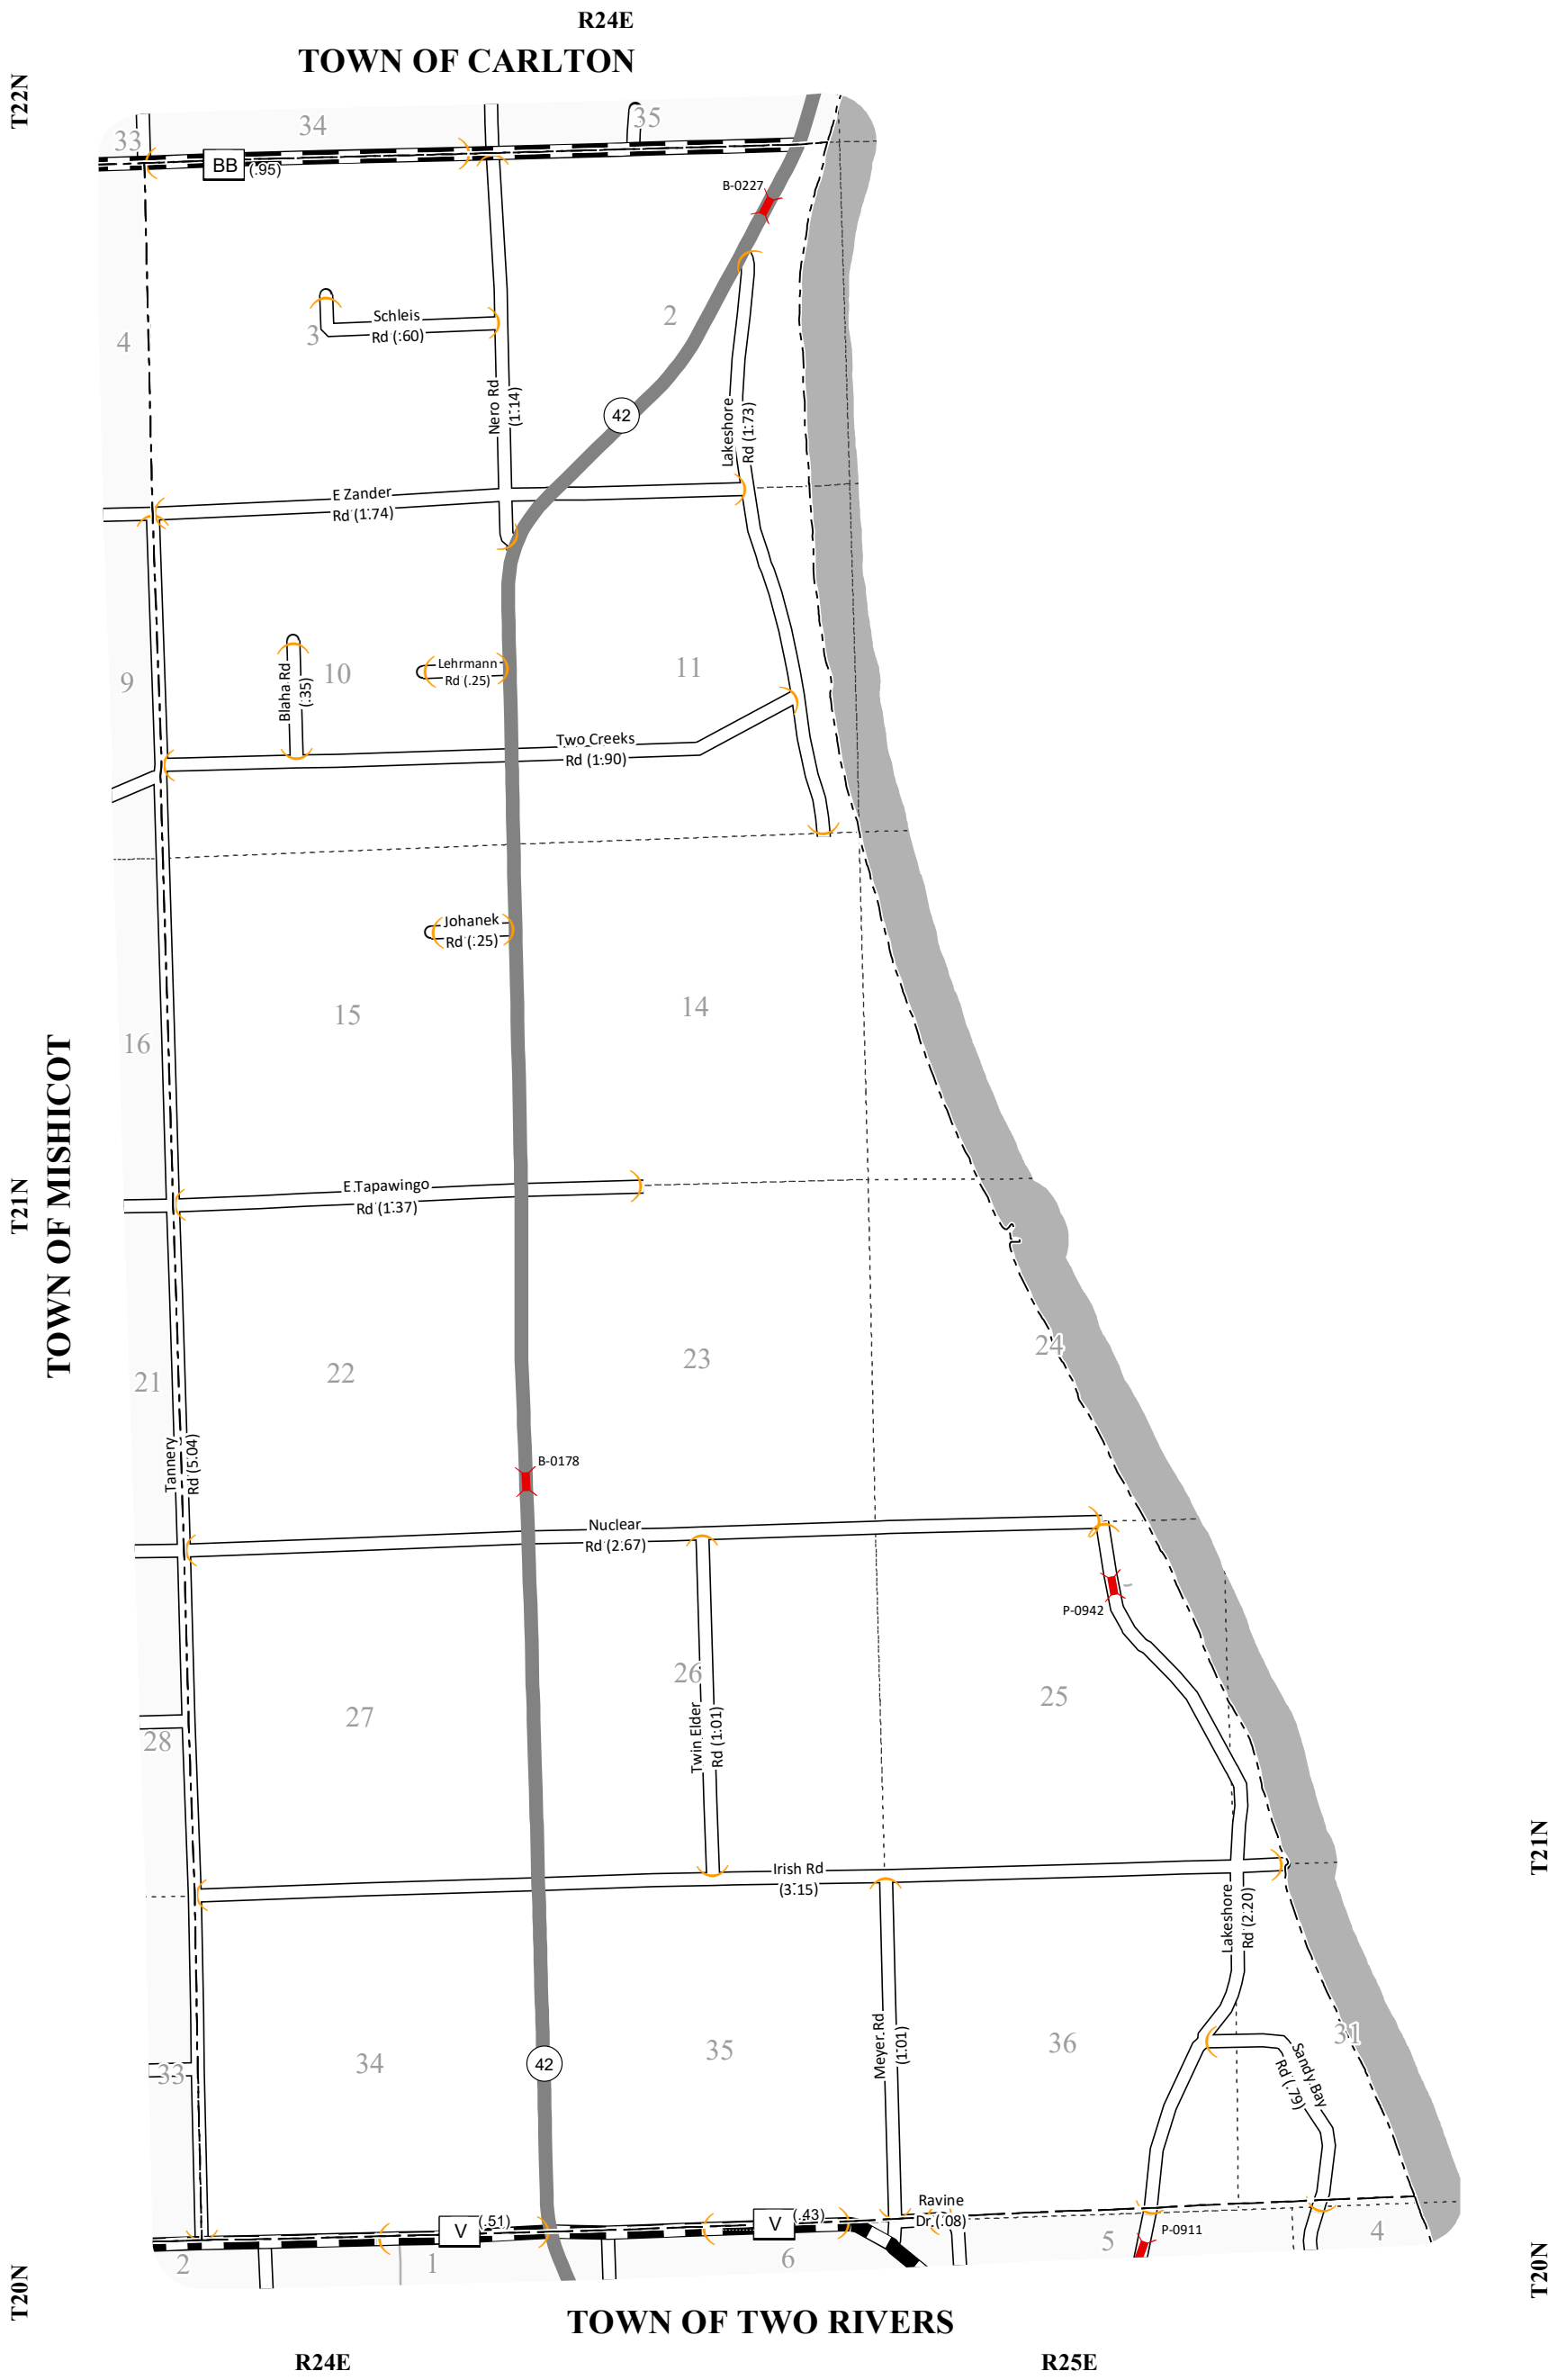 R24E
TOWN OF CARLTON
T22N
33
34
35
BB
(.95)
B-0227
2
4
3
Schleis
Rd (.60)
Nero Rd
(1.14)
42
Lakeshore
Rd (1.73)
E Zander
Rd (1.74)
9
Blaha Rd
(.35)
10
Lehrmann
Rd (.25)
11
Two Creeks
Rd (1.90)
Johanek
Rd (.25)
15
14
16
TOWN OF MISHICOT
T21N
E Tapawingo
Rd (1.37)
24
23
22
21
Tannery
Rd (5.04)
B-0178
Nuclear
Rd (2.67)
P-0942
26
25
27
28
Twin Elder
Rd (1.01)
Irish Rd
(3.15)
T21N
Lakeshore
Rd (2.20)
Meyer Rd
(1.01)
36
35
34
33
42
31
Sandy Bay
Rd (.79)
Ravine
Dr (.08)
V
(.51)
V
(.43)
P-0911
2
1
6
5
4
T20N
T20N
TOWN OF TWO RIVERS
R24E
R25E